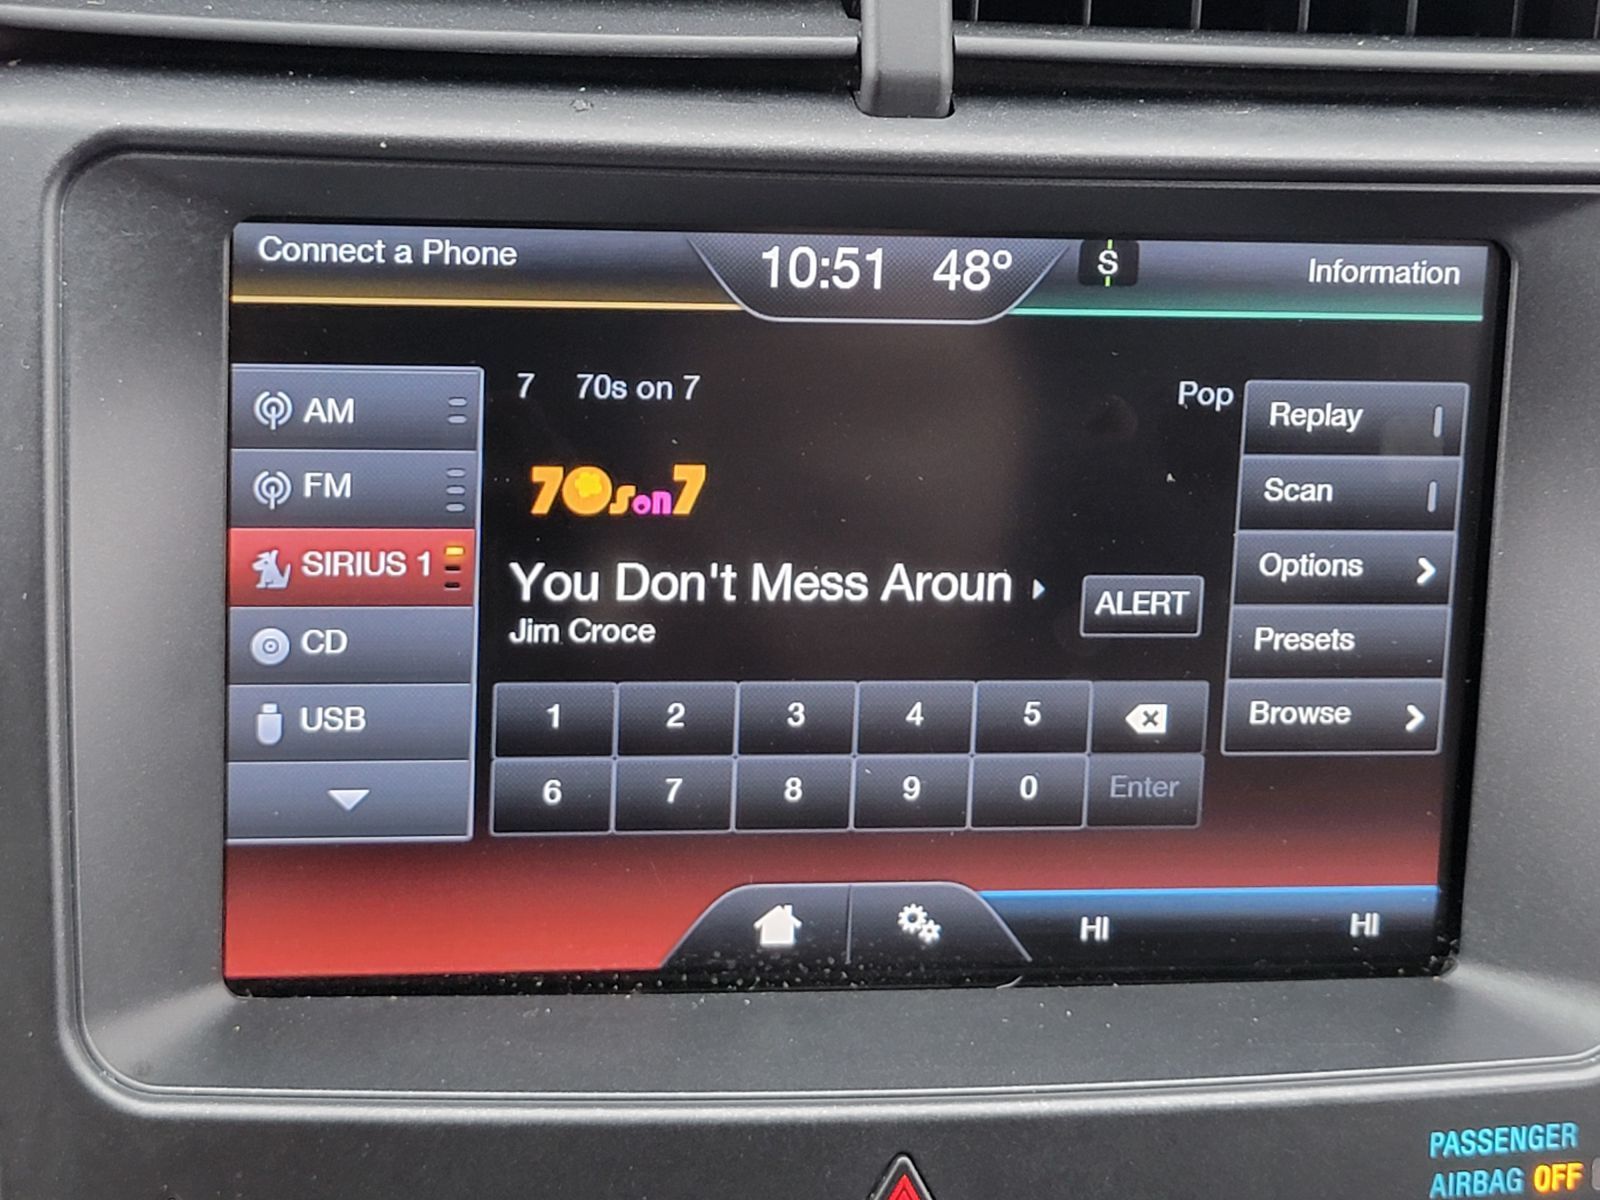 Connect a Phone
10:51 48°
S
Information
AM
FM
SIRIUS 1
CD
USB
7 70s on 7
Pop
70s on 7
You Don't Mess Aroun
Jim Croce
ALERT
1 2 3 4 5
6 7 8 9 0 Enter
Replay
Scan
Options
Presets
Browse
HI
HI
PASSENGER
AIRBAG OFF